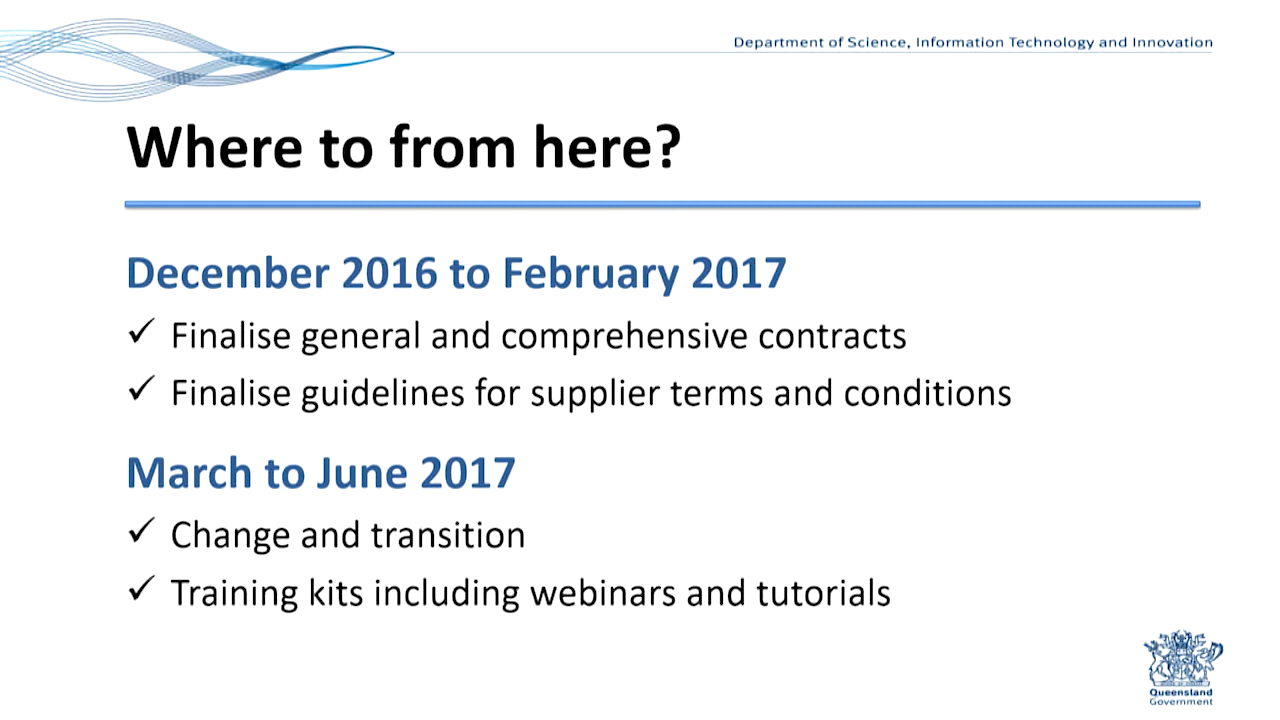 Department of Science, Information Technology and Innovation
Where to from here?
December 2016 to February 2017
✓ Finalise general and comprehensive contracts
✓ Finalise guidelines for supplier terms and conditions
March to June 2017
✓ Change and transition
✓ Training kits including webinars and tutorials
Queensland
Government